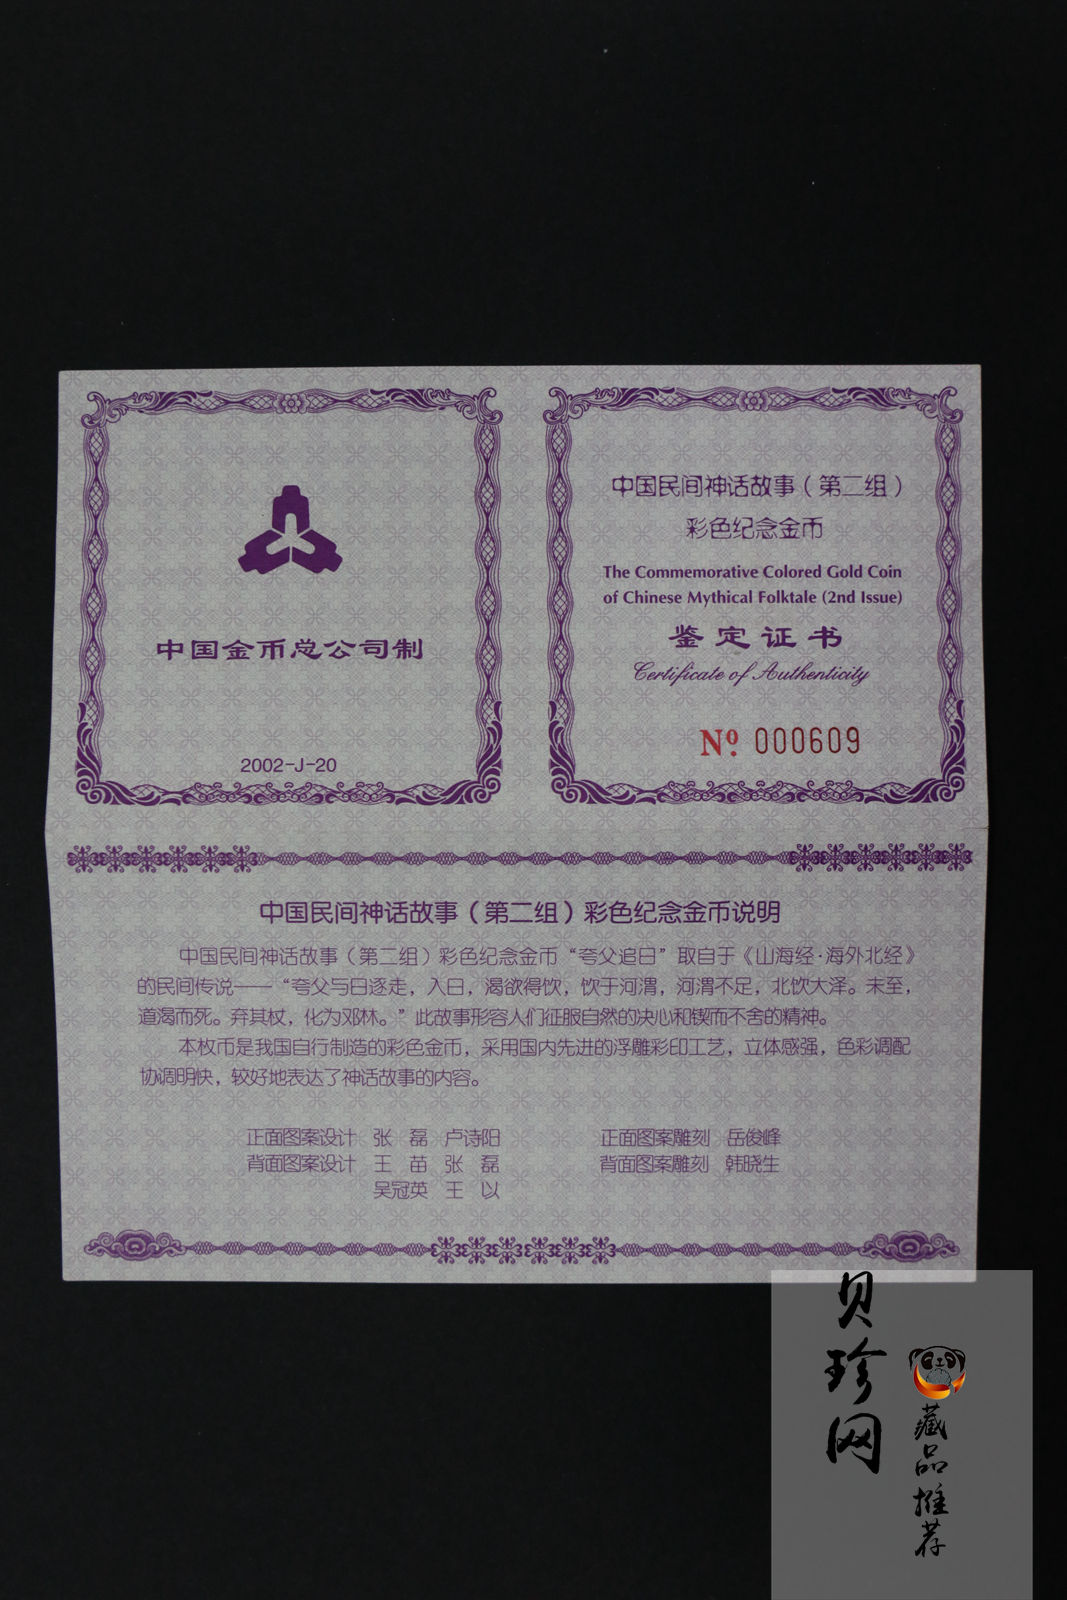 中国金币总公司制
2002-J-20
中国民间神话故事（第二组）
彩色纪念金币
The Commemorative Colored Gold Coin
of Chinese Mythical Folktale (2nd Issue)
鉴定证书
Certificate of Authenticity
Nº 000609
中国民间神话故事（第二组）彩色纪念金币说明
中国民间神话故事（第二组）彩色纪念金币“夸父追日”取自于《山海经·海外北经》
的民间传说——“夸父与日逐走，入日，渴欲得饮，饮于河渭，河渭不足，北饮大泽。未至，
道渴而死。弃其杖，化为邓林。”此故事形容人们征服自然的决心和锲而不舍的精神。
本枚币是我国自行制造的彩色金币，采用国内先进的浮雕彩印工艺，立体感强，色彩调配
协调明快，较好地表达了神话故事的内容。
正面图案设计 张 磊 卢诗阳
背面图案设计 王 苗 张 磊
吴冠英 王 以
正面图案雕刻 岳俊峰
背面图案雕刻 韩晓生
贝珍网
藏品推荐